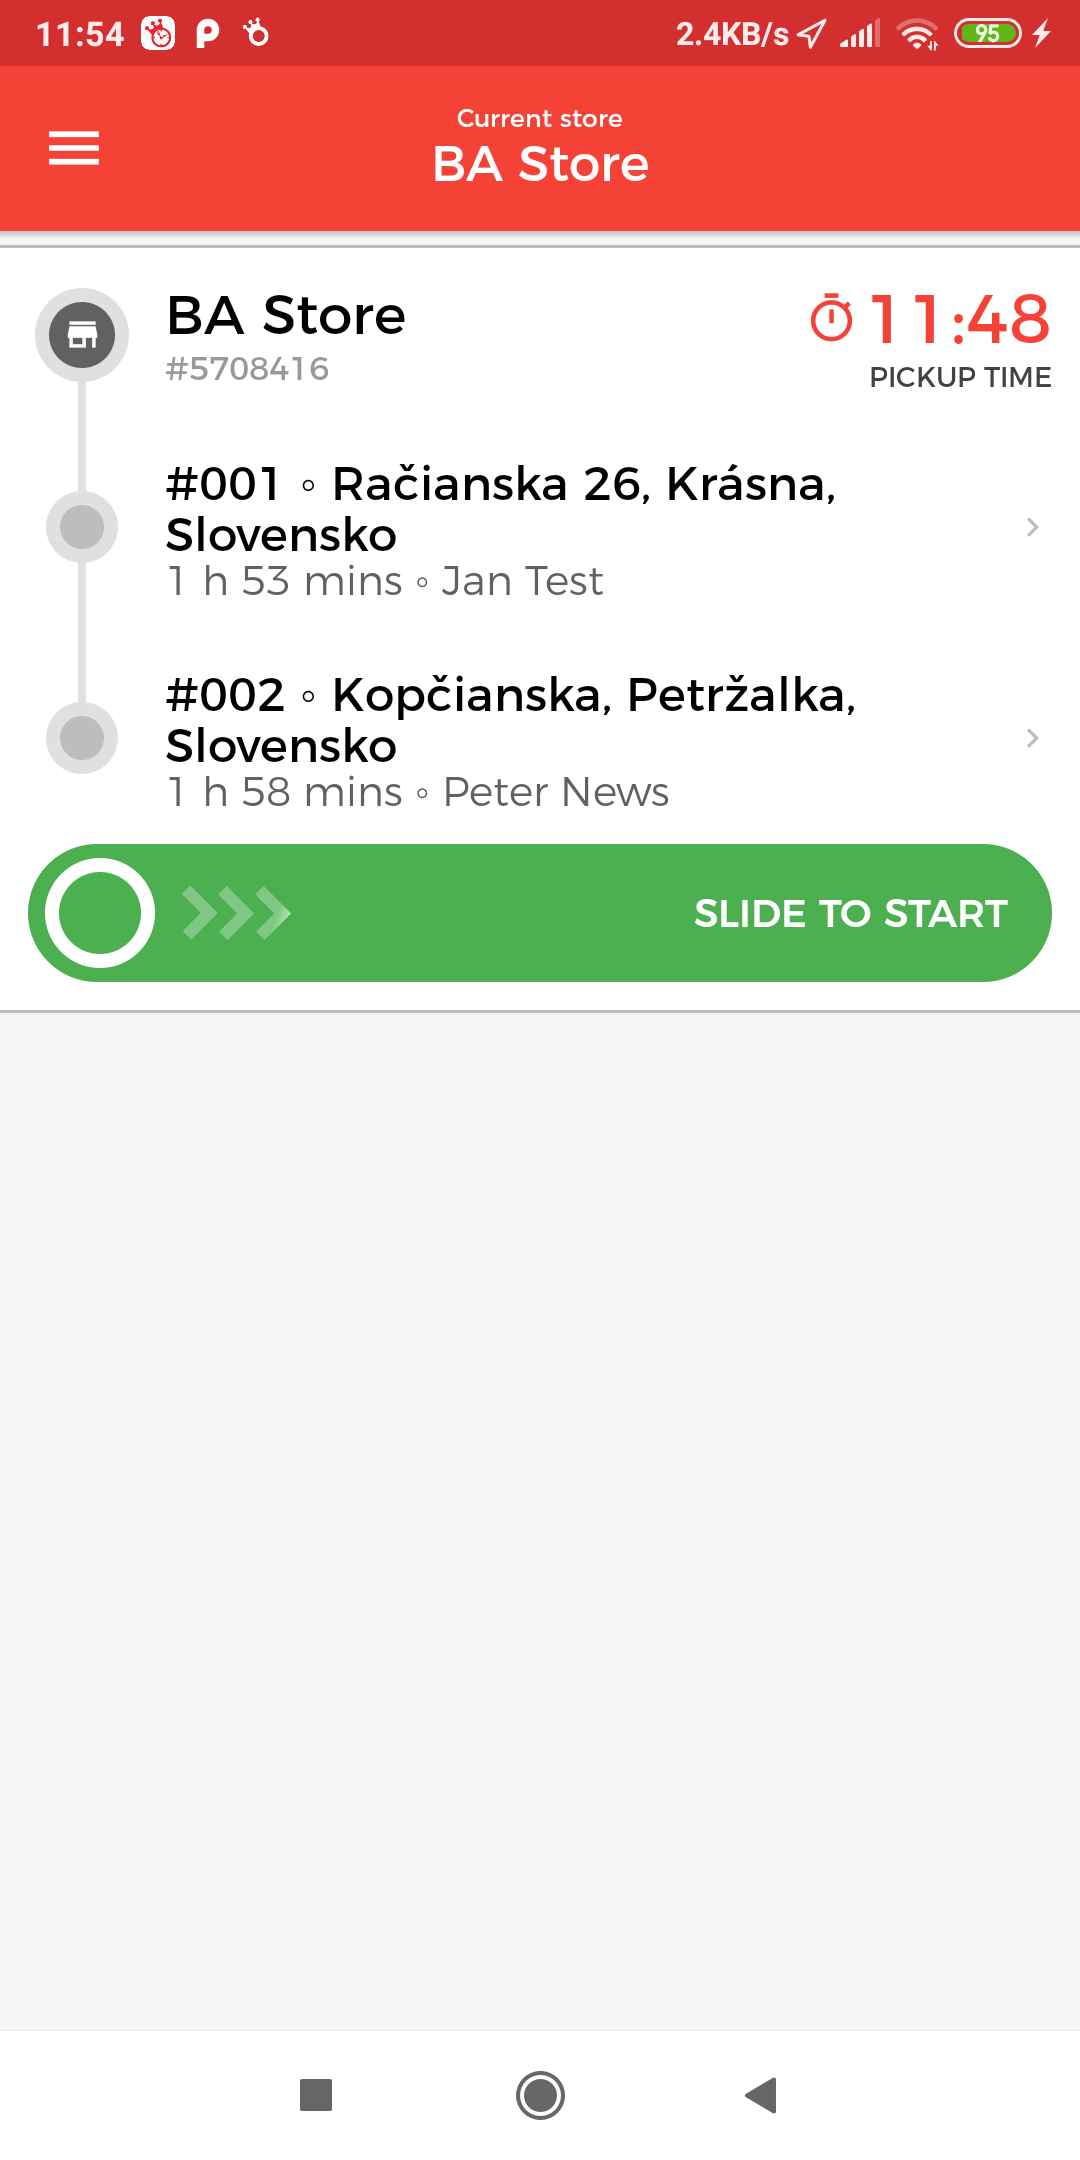 11:54
2.4KB/s
95
Current store
BA Store
BA Store
11:48
#5708416
PICKUP TIME
#001 ◦ Račianska 26, Krásna,
Slovensko
1 h 53 mins ◦ Jan Test
#002 ◦ Kopčianska, Petržalka,
Slovensko
1 h 58 mins ◦ Peter News
SLIDE TO START